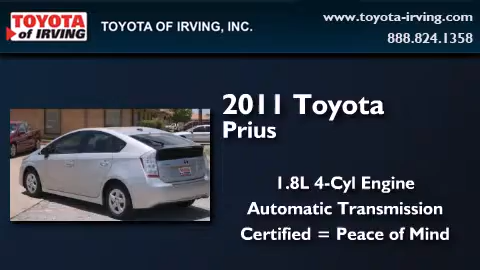 TOYOTA
of IRVING
TOYOTA OF IRVING, INC.
www.toyota-irving.com
888.824.1358
2011 Toyota
Prius
1.8L 4-Cyl Engine
Automatic Transmission
Certified = Peace of Mind